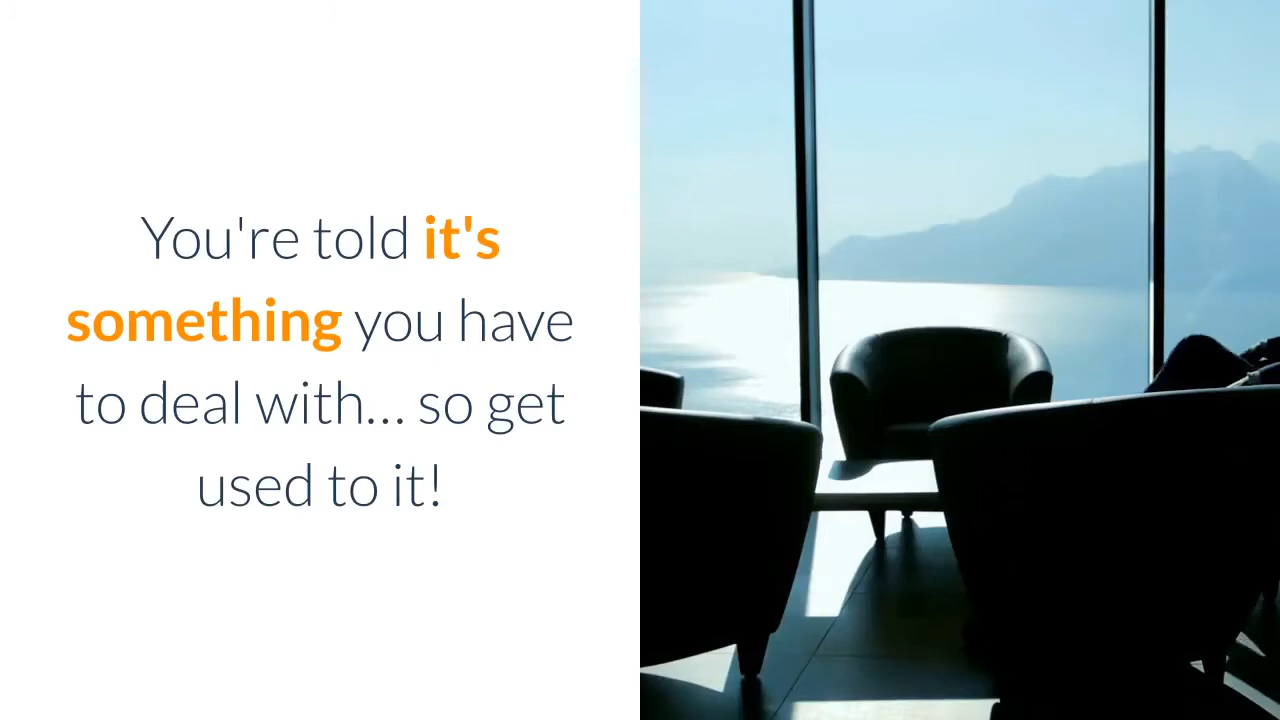 You're told it's
something you have
to deal with... so get
used to it!